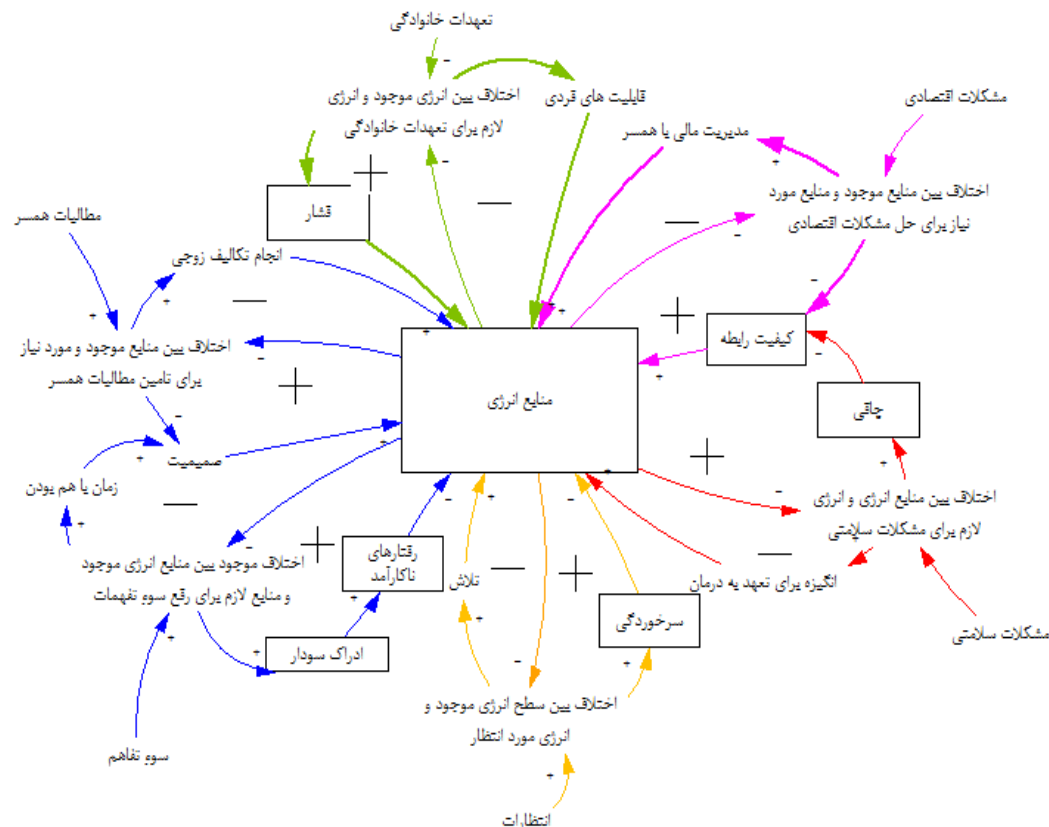 تعهدات خانوادگی
اختلاف بین انرژی موجود و انرژی
لازم برای تعهدات خانوادگی
قابلیت های فردی
مشکلات اقتصادی
مدیریت مالی با همسر
اختلاف بین منابع موجود و منابع مورد
نیاز برای حل مشکلات اقتصادی
فشار
مطالبات همسر
انجام تکالیف زوجی
اختلاف بین منابع موجود و مورد نیاز
برای تامین مطالبات همسر
کیفیت رابطه
منابع انرژی
چاقی
صمیمیت
زمان با هم بودن
اختلاف بین منابع انرژی و انرژی
لازم برای مشکلات سلامتی
انگیزه برای تعهد به درمان
مشکلات سلامتی
رفتارهای
ناکارآمد
اختلاف موجود بین منابع انرژی موجود
و منابع لازم برای رفع سوو تفهمات
تلاش
سرخوردگی
ادراک سودار
اختلاف بین سطح انرژی موجود و
انرژی مورد انتظار
سوو تفاهم
انتظارات